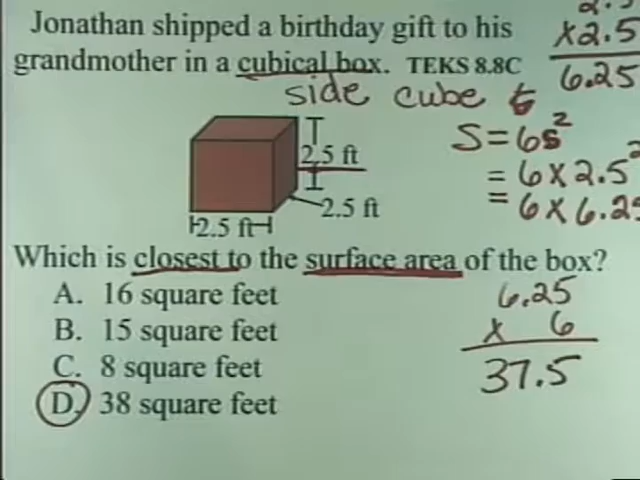 Jonathan shipped a birthday gift to his
grandmother in a cubical box. TEKS 8.8C
x2.5
6.25
side cube
S=6s²
2.5 ft
= 6 x 2.5²
2.5 ft
= 6 x 6.25
2.5 ft
Which is closest to the surface area of the box?
A. 16 square feet
B. 15 square feet
C. 8 square feet
D. 38 square feet
6.25
x 6
37.5